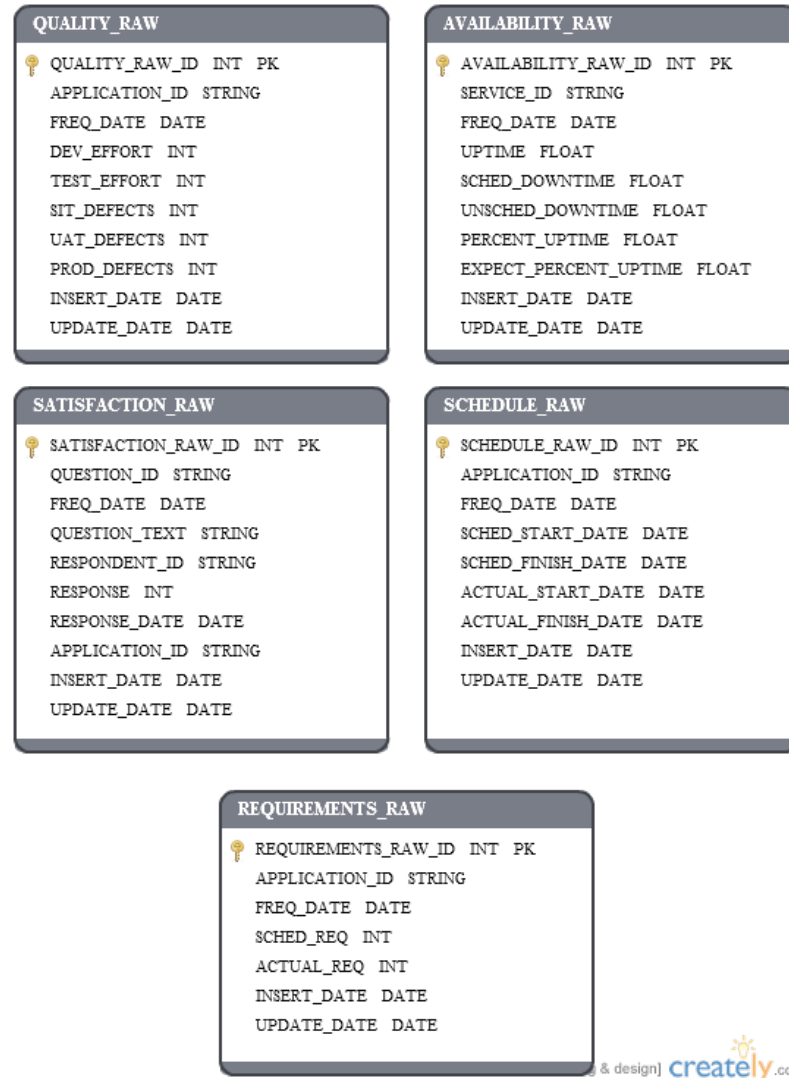 QUALITY_RAW
QUALITY_RAW_ID INT PK
APPLICATION_ID STRING
FREQ_DATE DATE
DEV_EFFORT INT
TEST_EFFORT INT
SIT_DEFECTS INT
UAT_DEFECTS INT
PROD_DEFECTS INT
INSERT_DATE DATE
UPDATE_DATE DATE
AVAILABILITY_RAW
AVAILABILITY_RAW_ID INT PK
SERVICE_ID STRING
FREQ_DATE DATE
UPTIME FLOAT
SCHED_DOWNTIME FLOAT
UNSCHED_DOWNTIME FLOAT
PERCENT_UPTIME FLOAT
EXPECT_PERCENT_UPTIME FLOAT
INSERT_DATE DATE
UPDATE_DATE DATE
SATISFACTION_RAW
SATISFACTION_RAW_ID INT PK
QUESTION_ID STRING
FREQ_DATE DATE
QUESTION_TEXT STRING
RESPONDENT_ID STRING
RESPONSE INT
RESPONSE_DATE DATE
APPLICATION_ID STRING
INSERT_DATE DATE
UPDATE_DATE DATE
SCHEDULE_RAW
SCHEDULE_RAW_ID INT PK
APPLICATION_ID STRING
FREQ_DATE DATE
SCHED_START_DATE DATE
SCHED_FINISH_DATE DATE
ACTUAL_START_DATE DATE
ACTUAL_FINISH_DATE DATE
INSERT_DATE DATE
UPDATE_DATE DATE
REQUIREMENTS_RAW
REQUIREMENTS_RAW_ID INT PK
APPLICATION_ID STRING
FREQ_DATE DATE
SCHED_REQ INT
ACTUAL_REQ INT
INSERT_DATE DATE
UPDATE_DATE DATE
& design] creately